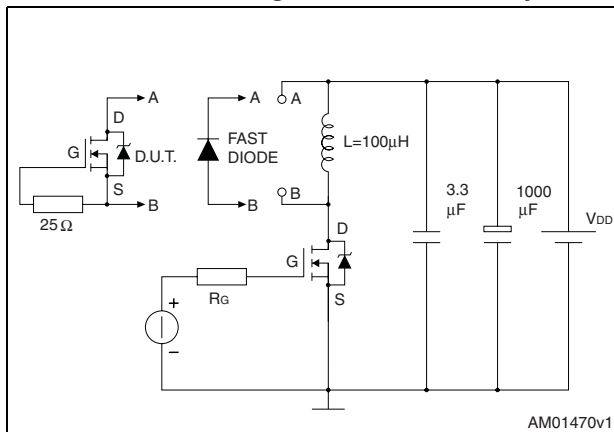 A
D
G
D.U.T.
S
B
25 Ω
A
FAST
DIODE
B
A
L=100µH
B
D
G
S
RG
+
–
3.3
µF
1000
µF
VDD
AM01470v1